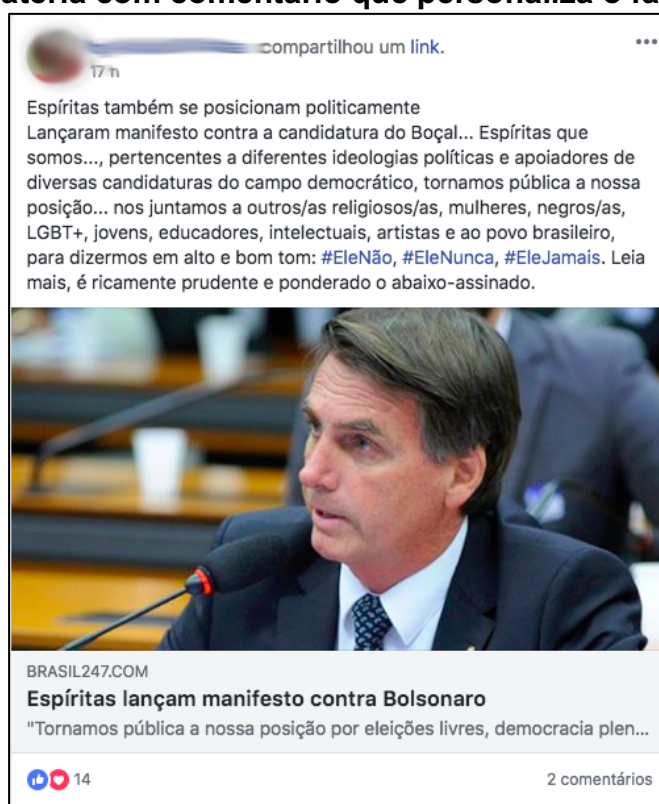 compartilhou um link.
17 h
Espíritas também se posicionam politicamente
Lançaram manifesto contra a candidatura do Boçal... Espíritas que
somos..., pertencentes a diferentes ideologias políticas e apoiadores de
diversas candidaturas do campo democrático, tornamos pública a nossa
posição... nos juntamos a outros/as religiosos/as, mulheres, negros/as,
LGBT+, jovens, educadores, intelectuais, artistas e ao povo brasileiro,
para dizermos em alto e bom tom: #EleNão, #EleNunca, #EleJamais. Leia
mais, é ricamente prudente e ponderado o abaixo-assinado.
BRASIL247.COM
Espíritas lançam manifesto contra Bolsonaro
"Tornamos pública a nossa posição por eleições livres, democracia plen...
14
2 comentários